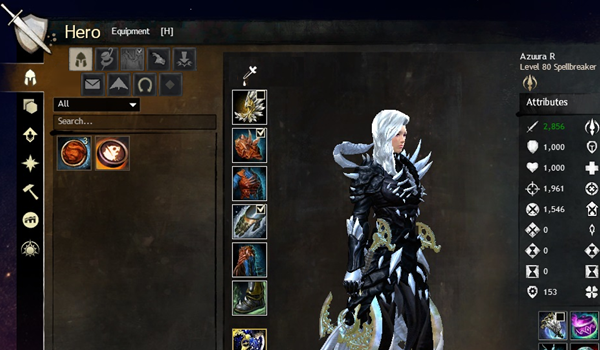 Hero Equipment [H]
All
Search...
3
Azuura R
Level 80 Spellbreaker
Attributes
2,856
1,000
1,000
1,961
1,546
0
0
0
153